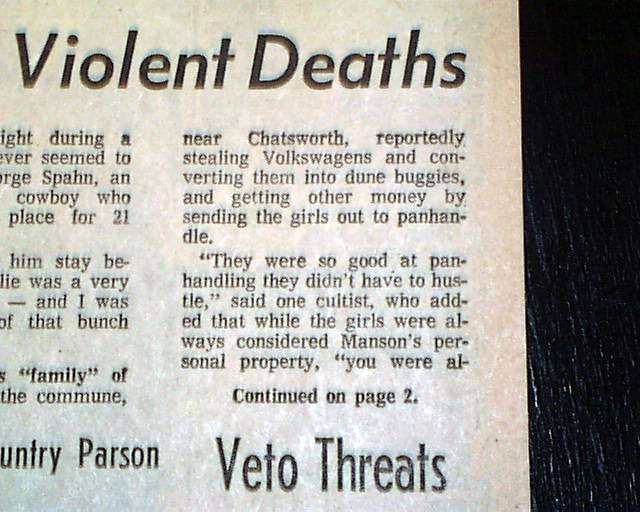 Violent Deaths
ight during a
ever seemed to
orge Spahn, an
cowboy who
place for 21
him stay be-
lie was a very
— and I was
of that bunch
s "family" of
the commune,
near Chatsworth, reportedly
stealing Volkswagens and con-
verting them into dune buggies,
and getting other money by
sending the girls out to panhan-
dle.
"They were so good at pan-
handling they didn't have to hus-
tle," said one cultist, who add-
ed that while the girls were al-
ways considered Manson's per-
sonal property, "you were al-
Continued on page 2.
untry Parson
Veto Threats